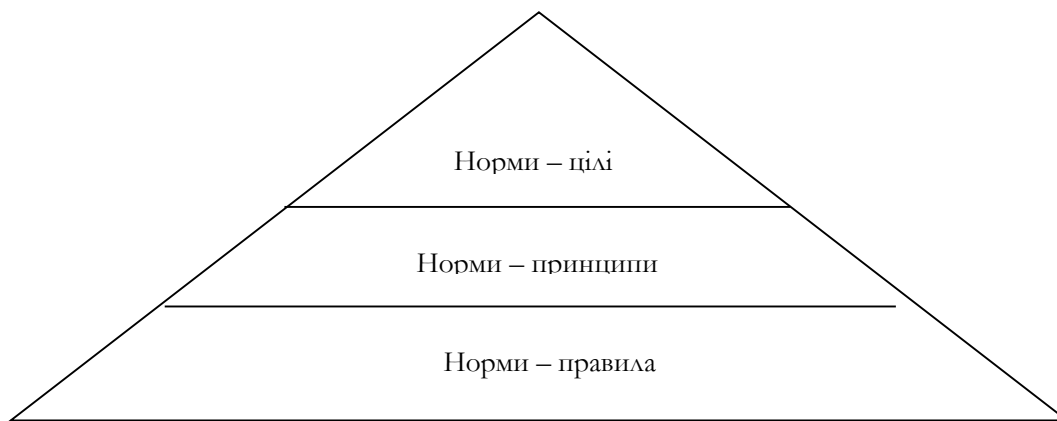 Норми – цілі
Норми – принципи
Норми – правила